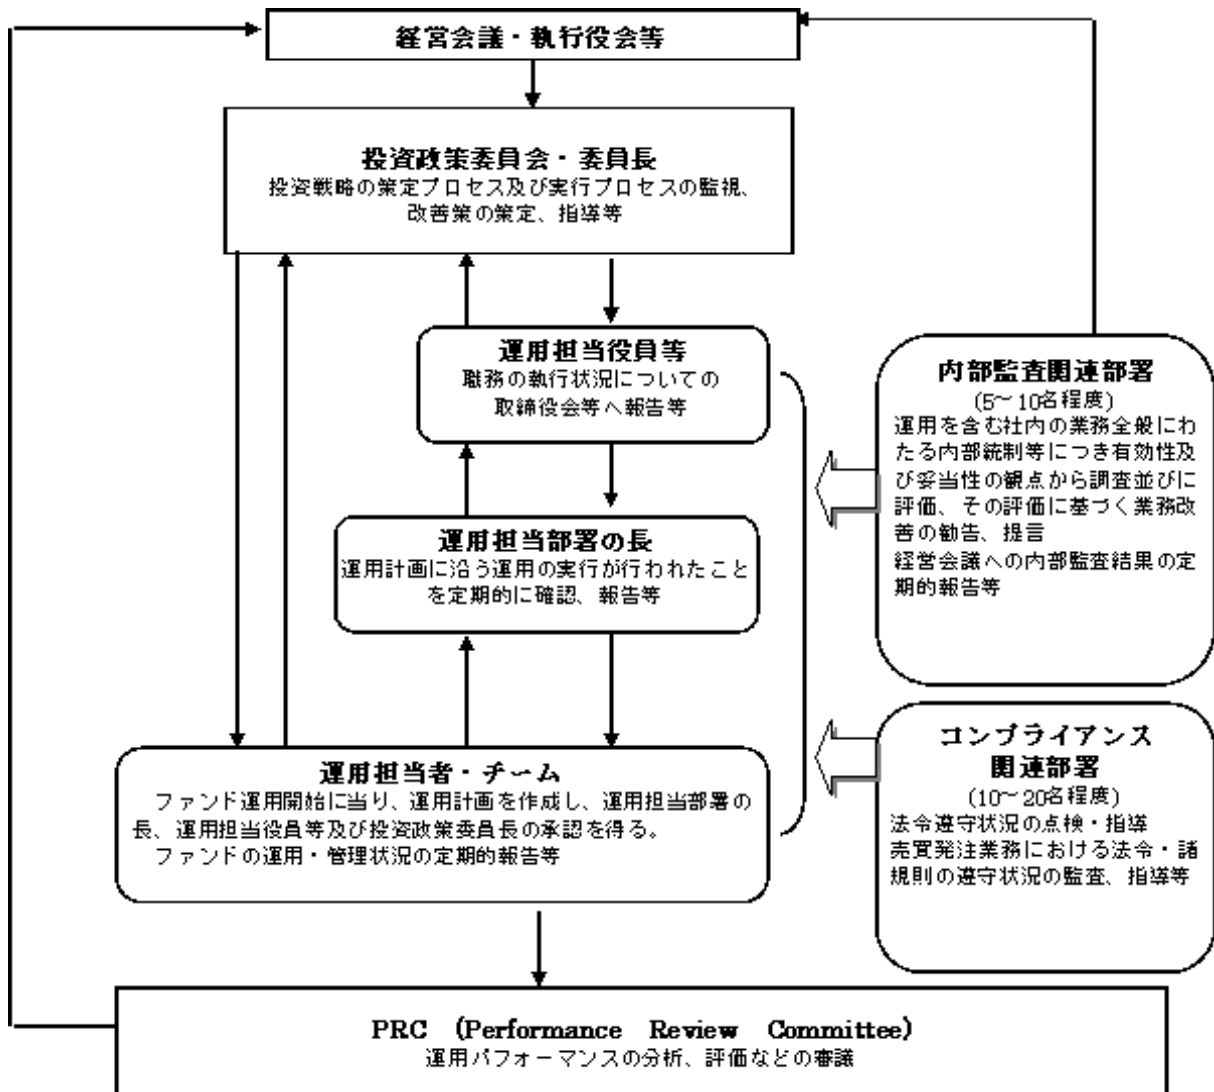 経営会議・執行役会等
投資政策委員会・委員長
投資戦略の策定プロセス及び実行プロセスの監視、
改善策の策定、指導等
運用担当役員等
職務の執行状況についての
取締役会等へ報告等
運用担当部署の長
運用計画に沿う運用の実行が行われたこと
を定期的に確認、報告等
運用担当者・チーム
ファンド運用開始に当り、運用計画を作成し、運用担当部署の
長、運用担当役員等及び投資政策委員長の承認を得る。
ファンドの運用・管理状況の定期的報告等
内部監査関連部署
(5~10名程度)
運用を含む社内の業務全般にわ
たる内部統制等につき有効性及
び妥当性の観点から調査並びに
評価、その評価に基づく業務改
善の勧告、提言
経営会議への内部監査結果の定
期的報告等
コンプライアンス
関連部署
(10~20名程度)
法令遵守状況の点検・指導
売買発注業務における法令・諸
規則の遵守状況の監査、指導等
PRC (Performance Review Committee)
運用パフォーマンスの分析、評価などの審議